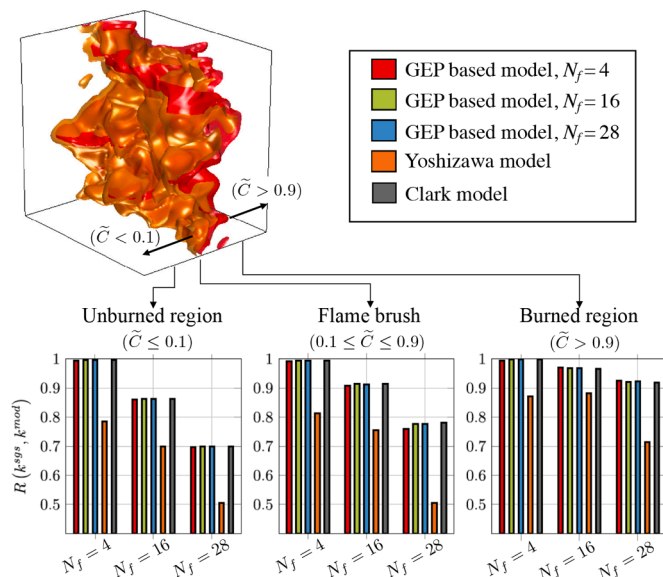 GEP based model, N_f = 4
GEP based model, N_f = 16
GEP based model, N_f = 28
Yoshizawa model
Clark model
(C̃ > 0.9)
(C̃ < 0.1)
Unburned region
(C̃ ≤ 0.1)
Flame brush
(0.1 ≤ C̃ ≤ 0.9)
Burned region
(C̃ > 0.9)
R (k^sgs, k^mod)
1
0.9
0.8
0.7
0.6
0.5
N_f = 4
N_f = 16
N_f = 28
1
0.9
0.8
0.7
0.6
0.5
N_f = 4
N_f = 16
N_f = 28
1
0.9
0.8
0.7
0.6
0.5
N_f = 4
N_f = 16
N_f = 28